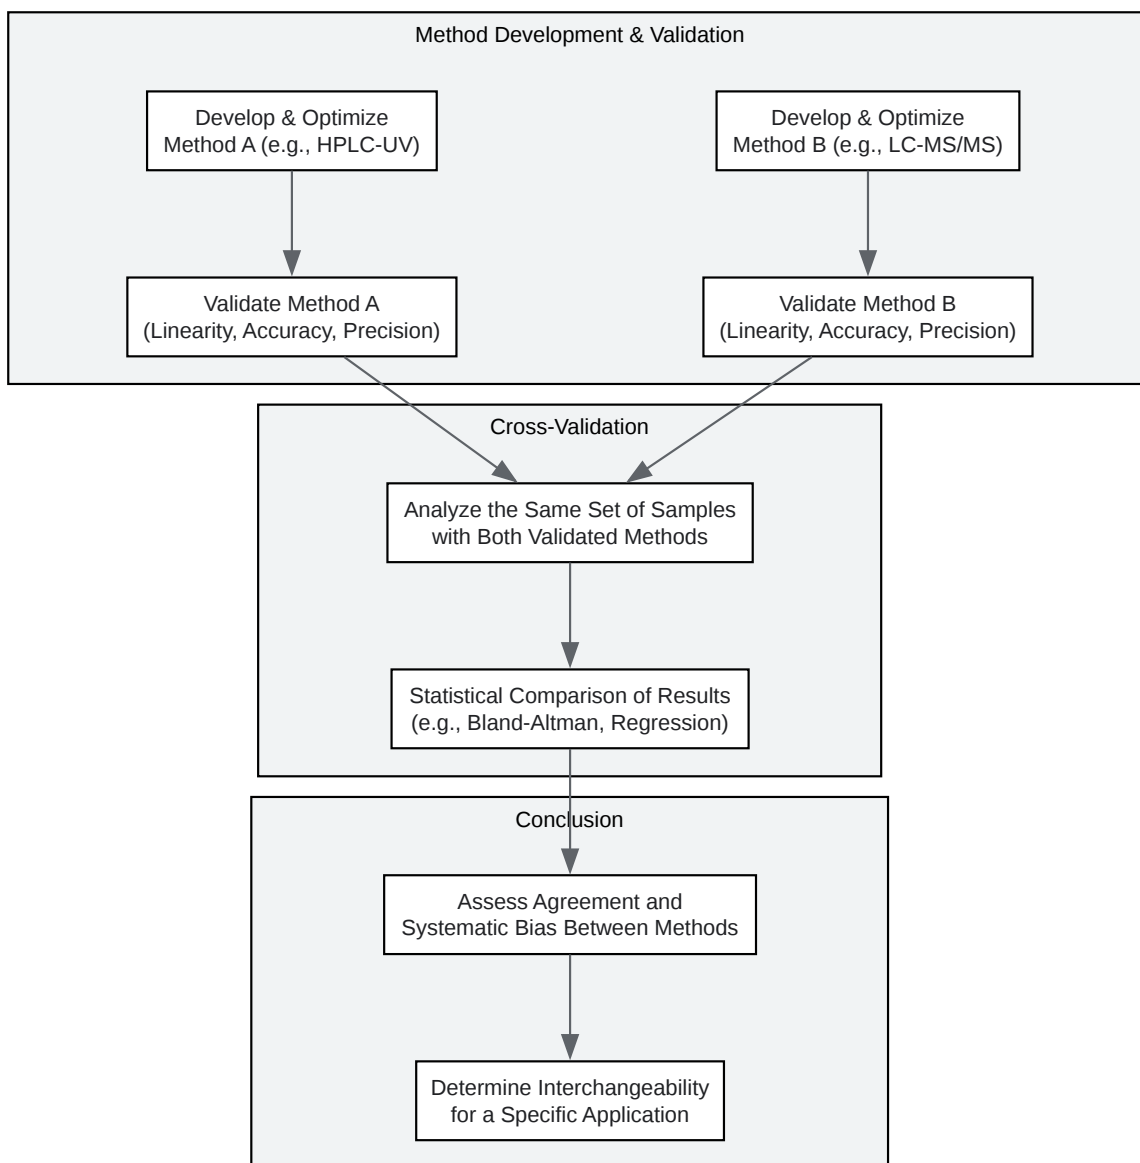 Method Development & Validation
Develop & Optimize
Method A (e.g., HPLC-UV)
Develop & Optimize
Method B (e.g., LC-MS/MS)
Validate Method A
(Linearity, Accuracy, Precision)
Validate Method B
(Linearity, Accuracy, Precision)
Cross-Validation
Analyze the Same Set of Samples
with Both Validated Methods
Statistical Comparison of Results
(e.g., Bland-Altman, Regression)
Conclusion
Assess Agreement and
Systematic Bias Between Methods
Determine Interchangeability
for a Specific Application